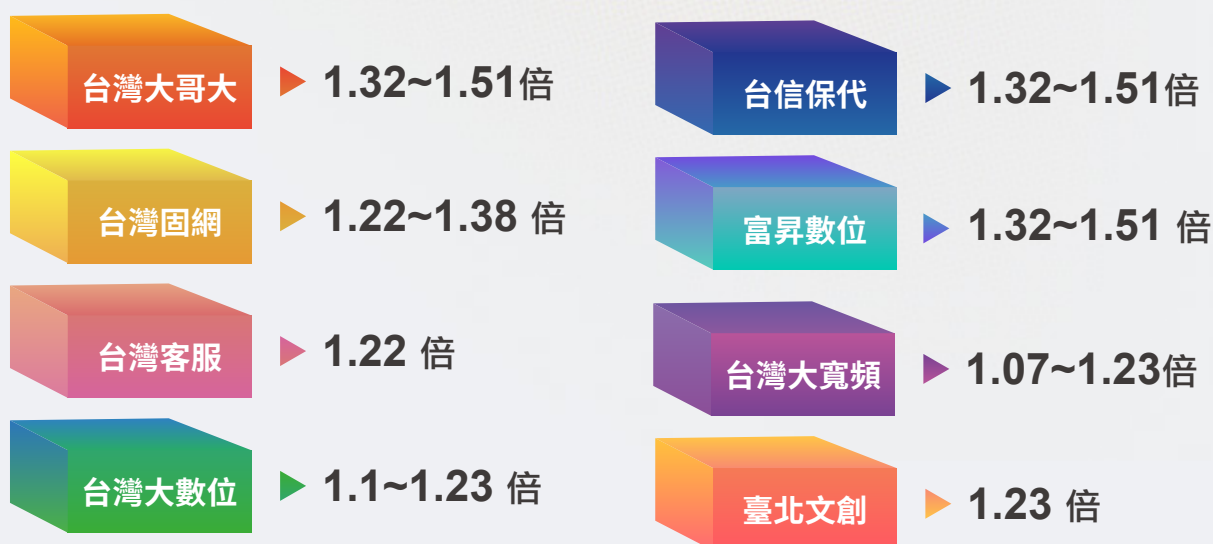 台灣大哥大 1.32~1.51倍
台灣固網 1.22~1.38 倍
台灣客服 1.22 倍
台灣大數位 1.1~1.23 倍
台信保代 1.32~1.51倍
富昇數位 1.32~1.51 倍
台灣大寬頻 1.07~1.23倍
臺北文創 1.23 倍